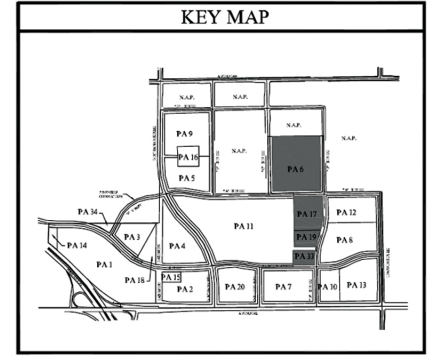 KEY MAP
N.A.P.
N.A.P.
N.A.P.
PA 9
N.A.P.
N.A.P.
N.A.P.
PA 16
PA 5
PA 6
PA 34
PA 17
PA 12
PA 3
PA 11
PA 19
PA 8
PA 14
PA 4
PA 33
PA 1
PA 18
PA 15
PA 2
PA 20
PA 7
PA 10
PA 13